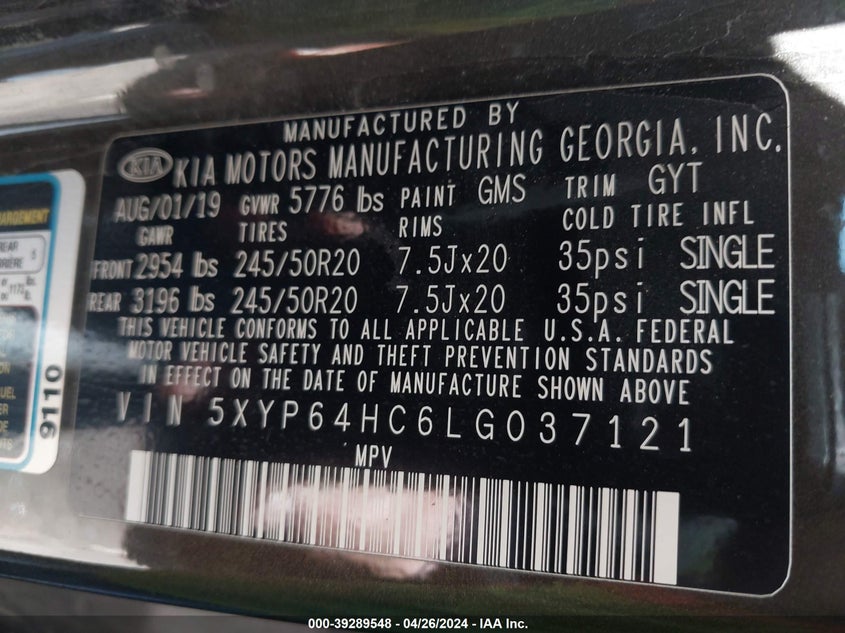 MANUFACTURED BY
KIA KIA MOTORS MANUFACTURING GEORGIA, INC.
AUG/01/19 GVWR 5776 lbs PAINT GMS TRIM GYT
GAWR TIRES RIMS COLD TIRE INFL
FRONT 2954 lbs 245/50R20 7.5Jx20 35psi SINGLE
REAR 3196 lbs 245/50R20 7.5Jx20 35psi SINGLE
THIS VEHICLE CONFORMS TO ALL APPLICABLE U.S.A. FEDERAL
MOTOR VEHICLE SAFETY AND THEFT PREVENTION STANDARDS
IN EFFECT ON THE DATE OF MANUFACTURE SHOWN ABOVE
VIN 5XYP64HC6LG037121
MPV
REAR
5
9110
000-39289548 - 04/26/2024 - IAA Inc.